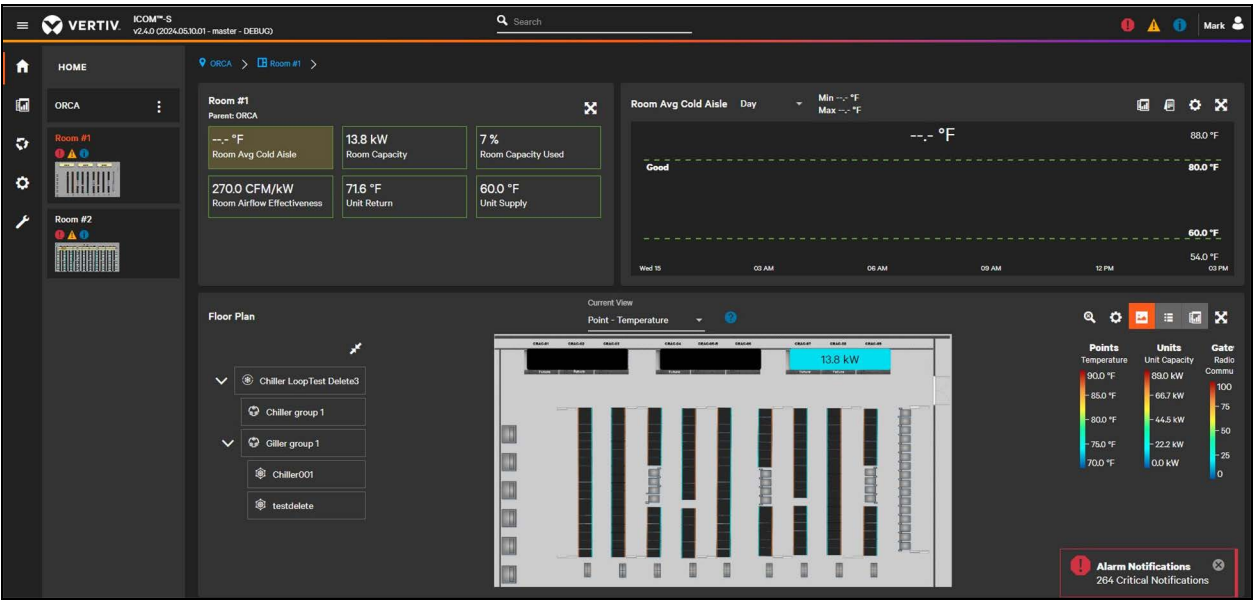 VERTIV.
ICOM™-S
v2.4.0 (2024.05.10.01 - master - DEBUG)
Search
Mark
HOME
ORCA
Room #1
Room #2
ORCA > Room #1 >
Room #1
Parent: ORCA
--.- °F
Room Avg Cold Aisle
13.8 kW
Room Capacity
7 %
Room Capacity Used
270.0 CFM/kW
Room Airflow Effectiveness
71.6 °F
Unit Return
60.0 °F
Unit Supply
Room Avg Cold Aisle Day
Min --.- °F
Max --.- °F
--.- °F
88.0 °F
Good
80.0 °F
60.0 °F
54.0 °F
Wed 15 03 AM 06 AM 09 AM 12 PM 03 PM
Floor Plan
Current View
Point - Temperature
Chiller LoopTest Delete3
Chiller group 1
Giller group 1
Chiller001
testdelete
13.8 kW
Points
Temperature
90.0 °F
85.0 °F
80.0 °F
75.0 °F
70.0 °F
Units
Unit Capacity
89.0 kW
66.7 kW
44.5 kW
22.2 kW
0.0 kW
Gate
Radio
Commu
100
75
50
25
0
Alarm Notifications
264 Critical Notifications